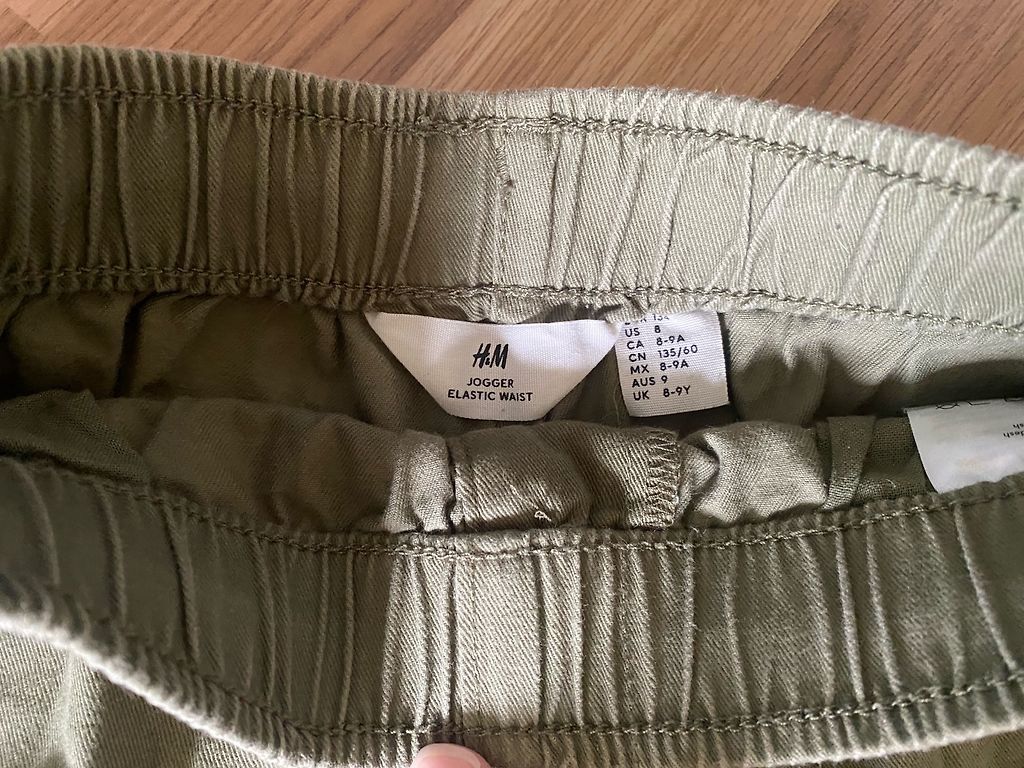 H&M
JOGGER
ELASTIC WAIST
US 8
CA 8-9A
CN 135/60
MX 8-9A
AUS 9
UK 8-9Y